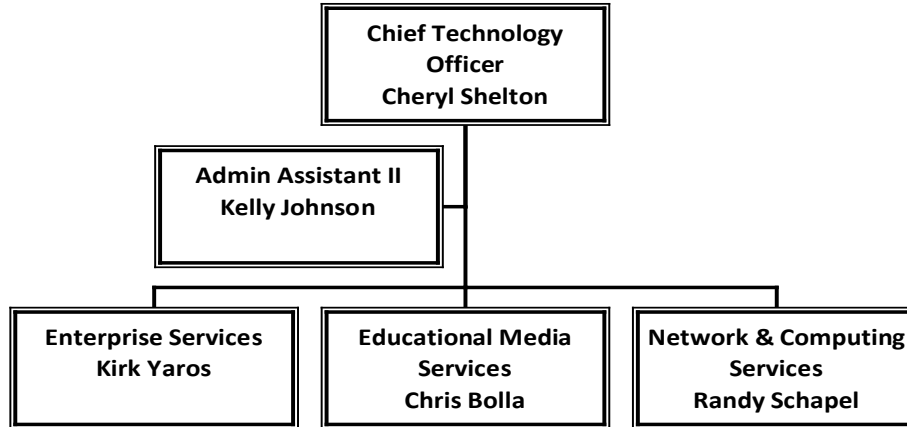 Chief Technology
Officer
Cheryl Shelton
Admin Assistant II
Kelly Johnson
Enterprise Services
Kirk Yaros
Educational Media
Services
Chris Bolla
Network & Computing
Services
Randy Schapel